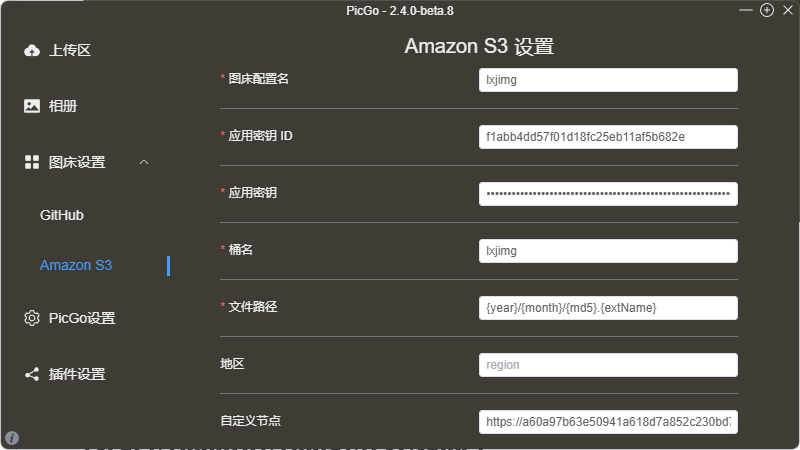 PicGo - 2.4.0-beta.8
上传区
相册
图床设置
GitHub
Amazon S3
PicGo设置
插件设置
Amazon S3 设置
* 图床配置名
lxjimg
* 应用密钥 ID
f1abb4dd57f01d18fc25eb11af5b682e
* 应用密钥
* 桶名
lxjimg
* 文件路径
{year}/{month}/{md5}.{extName}
地区
region
自定义节点
https://a60a97b63e50941a618d7a852c230bd7